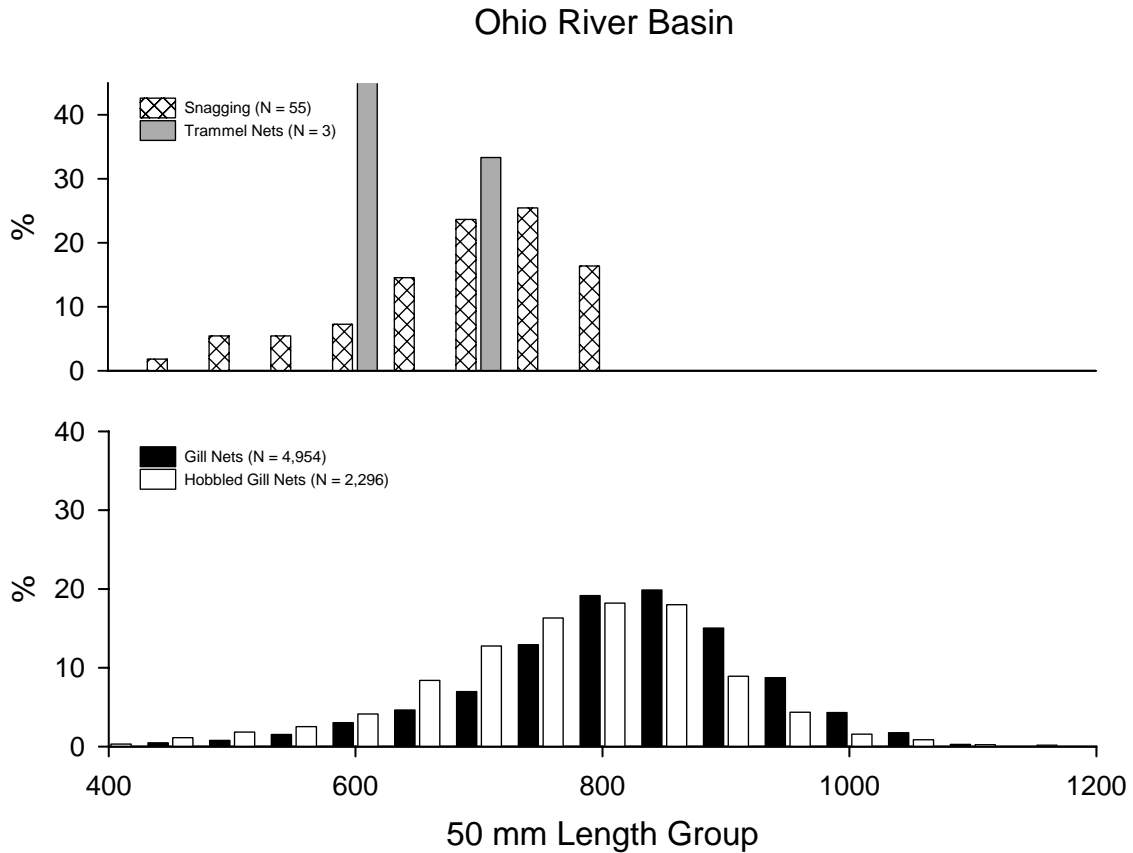 Ohio River Basin
Snagging (N = 55)
Trammel Nets (N = 3)
%
40
30
20
10
0
Gill Nets (N = 4,954)
Hobbled Gill Nets (N = 2,296)
%
40
30
20
10
0
400 600 800 1000 1200
50 mm Length Group